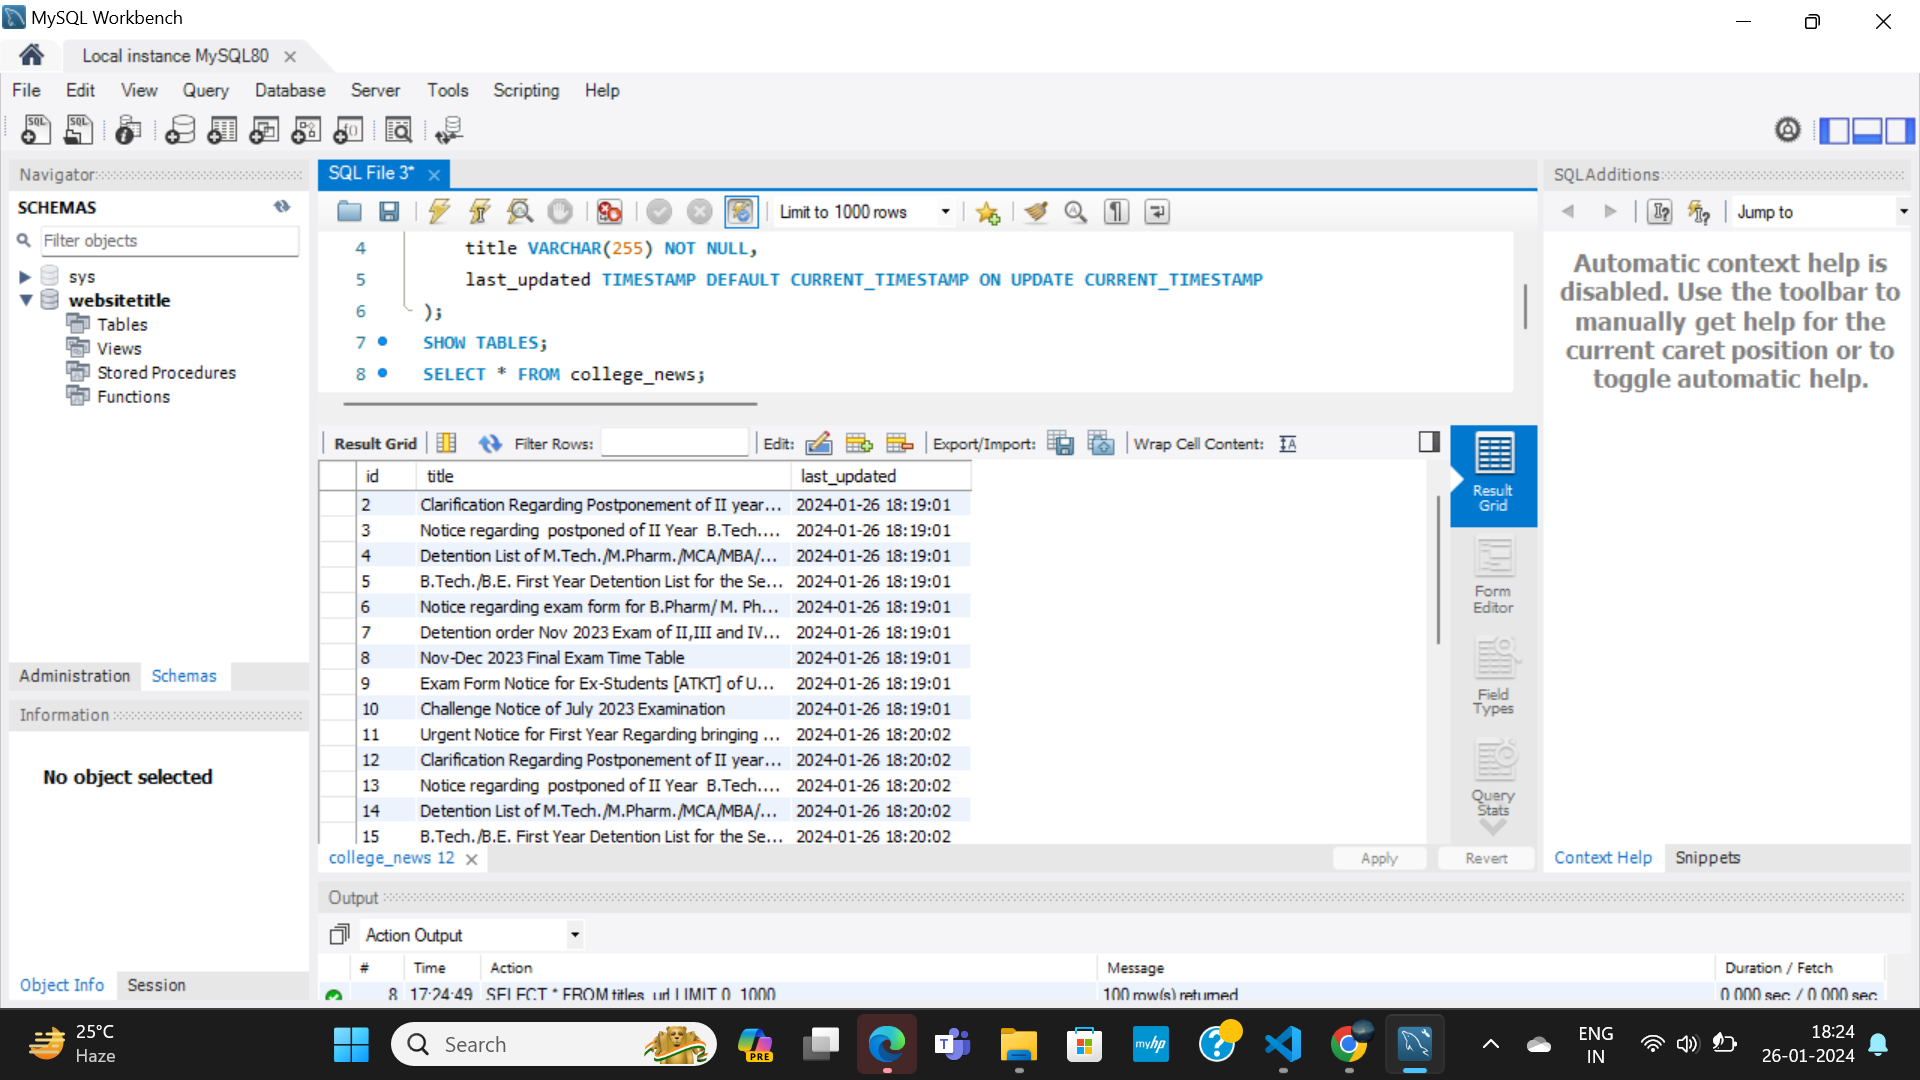 MySQL Workbench
Local instance MySQL80
File Edit View Query Database Server Tools Scripting Help
Navigator
SCHEMAS
Filter objects
sys
websitetitle
Tables
Views
Stored Procedures
Functions
Administration Schemas
Information
No object selected
Object Info Session
SQL File 3*
Limit to 1000 rows
4 title VARCHAR(255) NOT NULL,
5 last_updated TIMESTAMP DEFAULT CURRENT_TIMESTAMP ON UPDATE CURRENT_TIMESTAMP
6 );
7 SHOW TABLES;
8 SELECT * FROM college_news;
Result Grid Filter Rows: Edit: Export/Import: Wrap Cell Content:
id title last_updated
2 Clarification Regarding Postponement of II year... 2024-01-26 18:19:01
3 Notice regarding  postponed of II Year  B.Tech.... 2024-01-26 18:19:01
4 Detention List of M.Tech./M.Pharm./MCA/MBA/... 2024-01-26 18:19:01
5 B.Tech./B.E. First Year Detention List for the Se... 2024-01-26 18:19:01
6 Notice regarding exam form for B.Pharm/ M. Ph... 2024-01-26 18:19:01
7 Detention order Nov 2023 Exam of II,III and IV... 2024-01-26 18:19:01
8 Nov-Dec 2023 Final Exam Time Table 2024-01-26 18:19:01
9 Exam Form Notice for Ex-Students [ATKT] of U... 2024-01-26 18:19:01
10 Challenge Notice of July 2023 Examination 2024-01-26 18:19:01
11 Urgent Notice for First Year Regarding bringing ... 2024-01-26 18:20:02
12 Clarification Regarding Postponement of II year... 2024-01-26 18:20:02
13 Notice regarding  postponed of II Year  B.Tech.... 2024-01-26 18:20:02
14 Detention List of M.Tech./M.Pharm./MCA/MBA/... 2024-01-26 18:20:02
15 B.Tech./B.E. First Year Detention List for the Se... 2024-01-26 18:20:02
college_news 12
Apply Revert
Result
Grid
Form
Editor
Field
Types
Query
Stats
SQLAdditions
Jump to
Automatic context help is
disabled. Use the toolbar to
manually get help for the
current caret position or to
toggle automatic help.
Context Help Snippets
Output
Action Output
# Time Action Message Duration / Fetch
8 17:24:49 SELECT * FROM titles_url LIMIT 0, 1000 100 row(s) returned 0.000 sec / 0.000 sec
25°C
Haze
Search
PRE
myhp
ENG
IN
18:24
26-01-2024